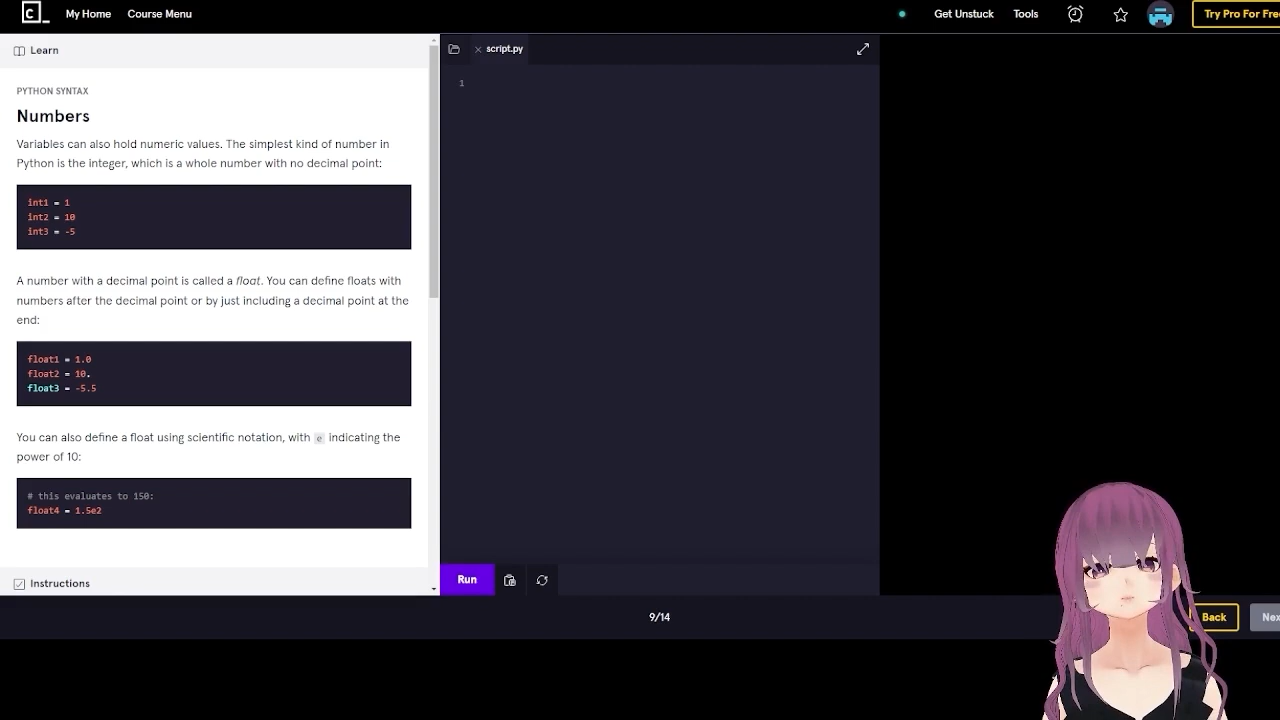 C_
My Home
Course Menu
Get Unstuck
Tools
Try Pro For Free
Learn
script.py
1
PYTHON SYNTAX
Numbers
Variables can also hold numeric values. The simplest kind of number in
Python is the integer, which is a whole number with no decimal point:
int1 = 1
int2 = 10
int3 = -5
A number with a decimal point is called a float. You can define floats with
numbers after the decimal point or by just including a decimal point at the
end:
float1 = 1.0
float2 = 10.
float3 = -5.5
You can also define a float using scientific notation, with e indicating the
power of 10:
# this evaluates to 150:
float4 = 1.5e2
Instructions
Run
9/14
Back
Nex